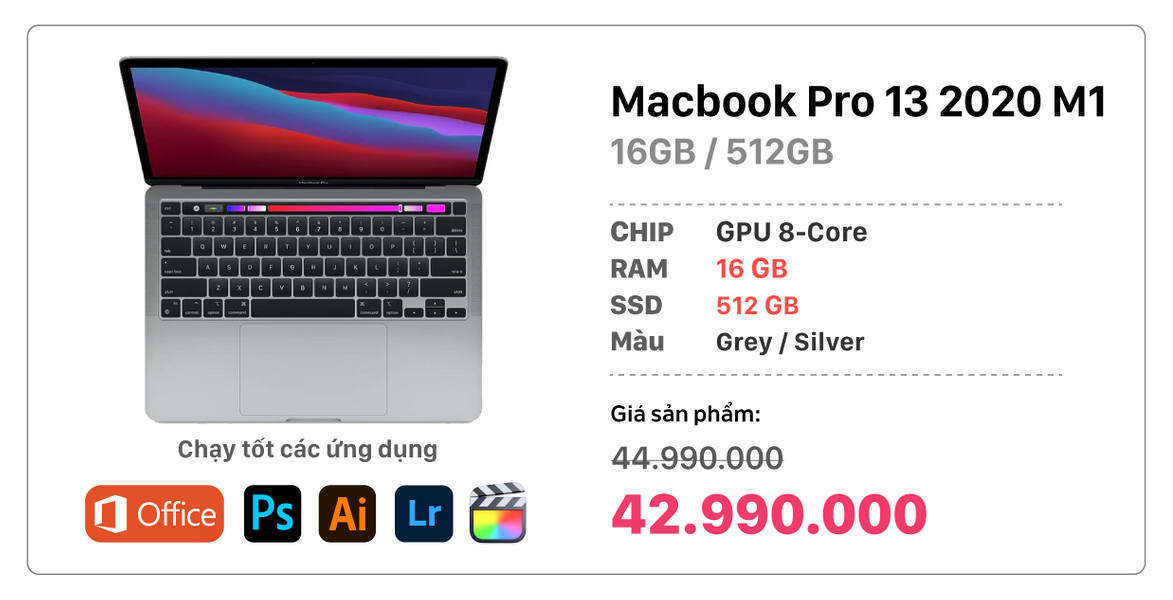 Macbook Pro 13 2020 M1
16GB / 512GB
CHIP GPU 8-Core
RAM 16 GB
SSD 512 GB
Màu Grey / Silver
Giá sản phẩm:
44.990.000
42.990.000
Chạy tốt các ứng dụng
Office Ps Ai Lr